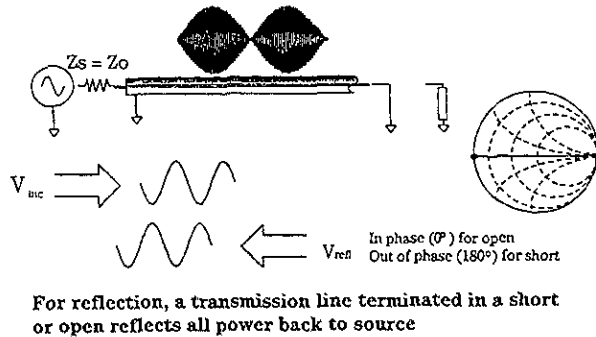 Zs = Zo
V inc
V refl
In phase (0°) for open
Out of phase (180°) for short
For reflection, a transmission line terminated in a short
or open reflects all power back to source